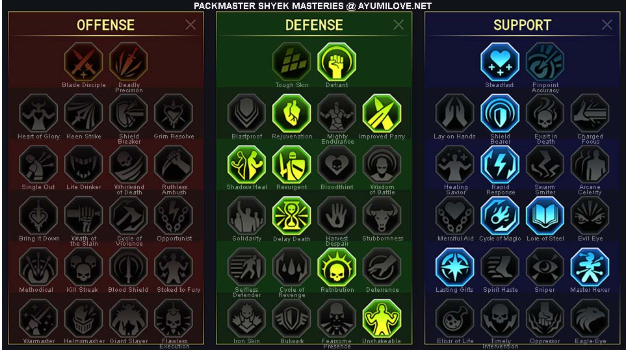 PACKMASTER SHYEK MASTERIES @ AYUMILOVE.NET
OFFENSE
Blade Disciple Deadly Precision
Heart of Glory Keen Strike Shield Breaker Grim Resolve
Single Out Life Drinker Whirlwind of Death Ruthless Ambush
Bring it Down Wrath of the Slain Cycle of Violence Opportunist
Methodical Kill Streak Blood Shield Stoked to Fury
Warmaster Helmsmasher Giant Slayer Flawless Execution
DEFENSE
Tough Skin Defiant
Blastproof Rejuvenation Mighty Endurance Improved Parry
Shadow Heal Resurgent Bloodthirst Wisdom of Battle
Solidarity Delay Death Harvest Despair Stubbornness
Selfless Defender Cycle of Revenge Retribution Deterrence
Iron Skin Bulwark Fearsome Presence Unshakeable
SUPPORT
Steadfast Pinpoint Accuracy
Lay on Hands Shield Bearer Exalt in Death Charged Focus
Healing Savior Rapid Response Swarm Smiter Arcane Celerity
Merciful Aid Cycle of Magic Lore of Steel Evil Eye
Lasting Gifts Spirit Haste Sniper Master Hexer
Elixir of Life Timely Intervention Oppressor Eagle-Eye